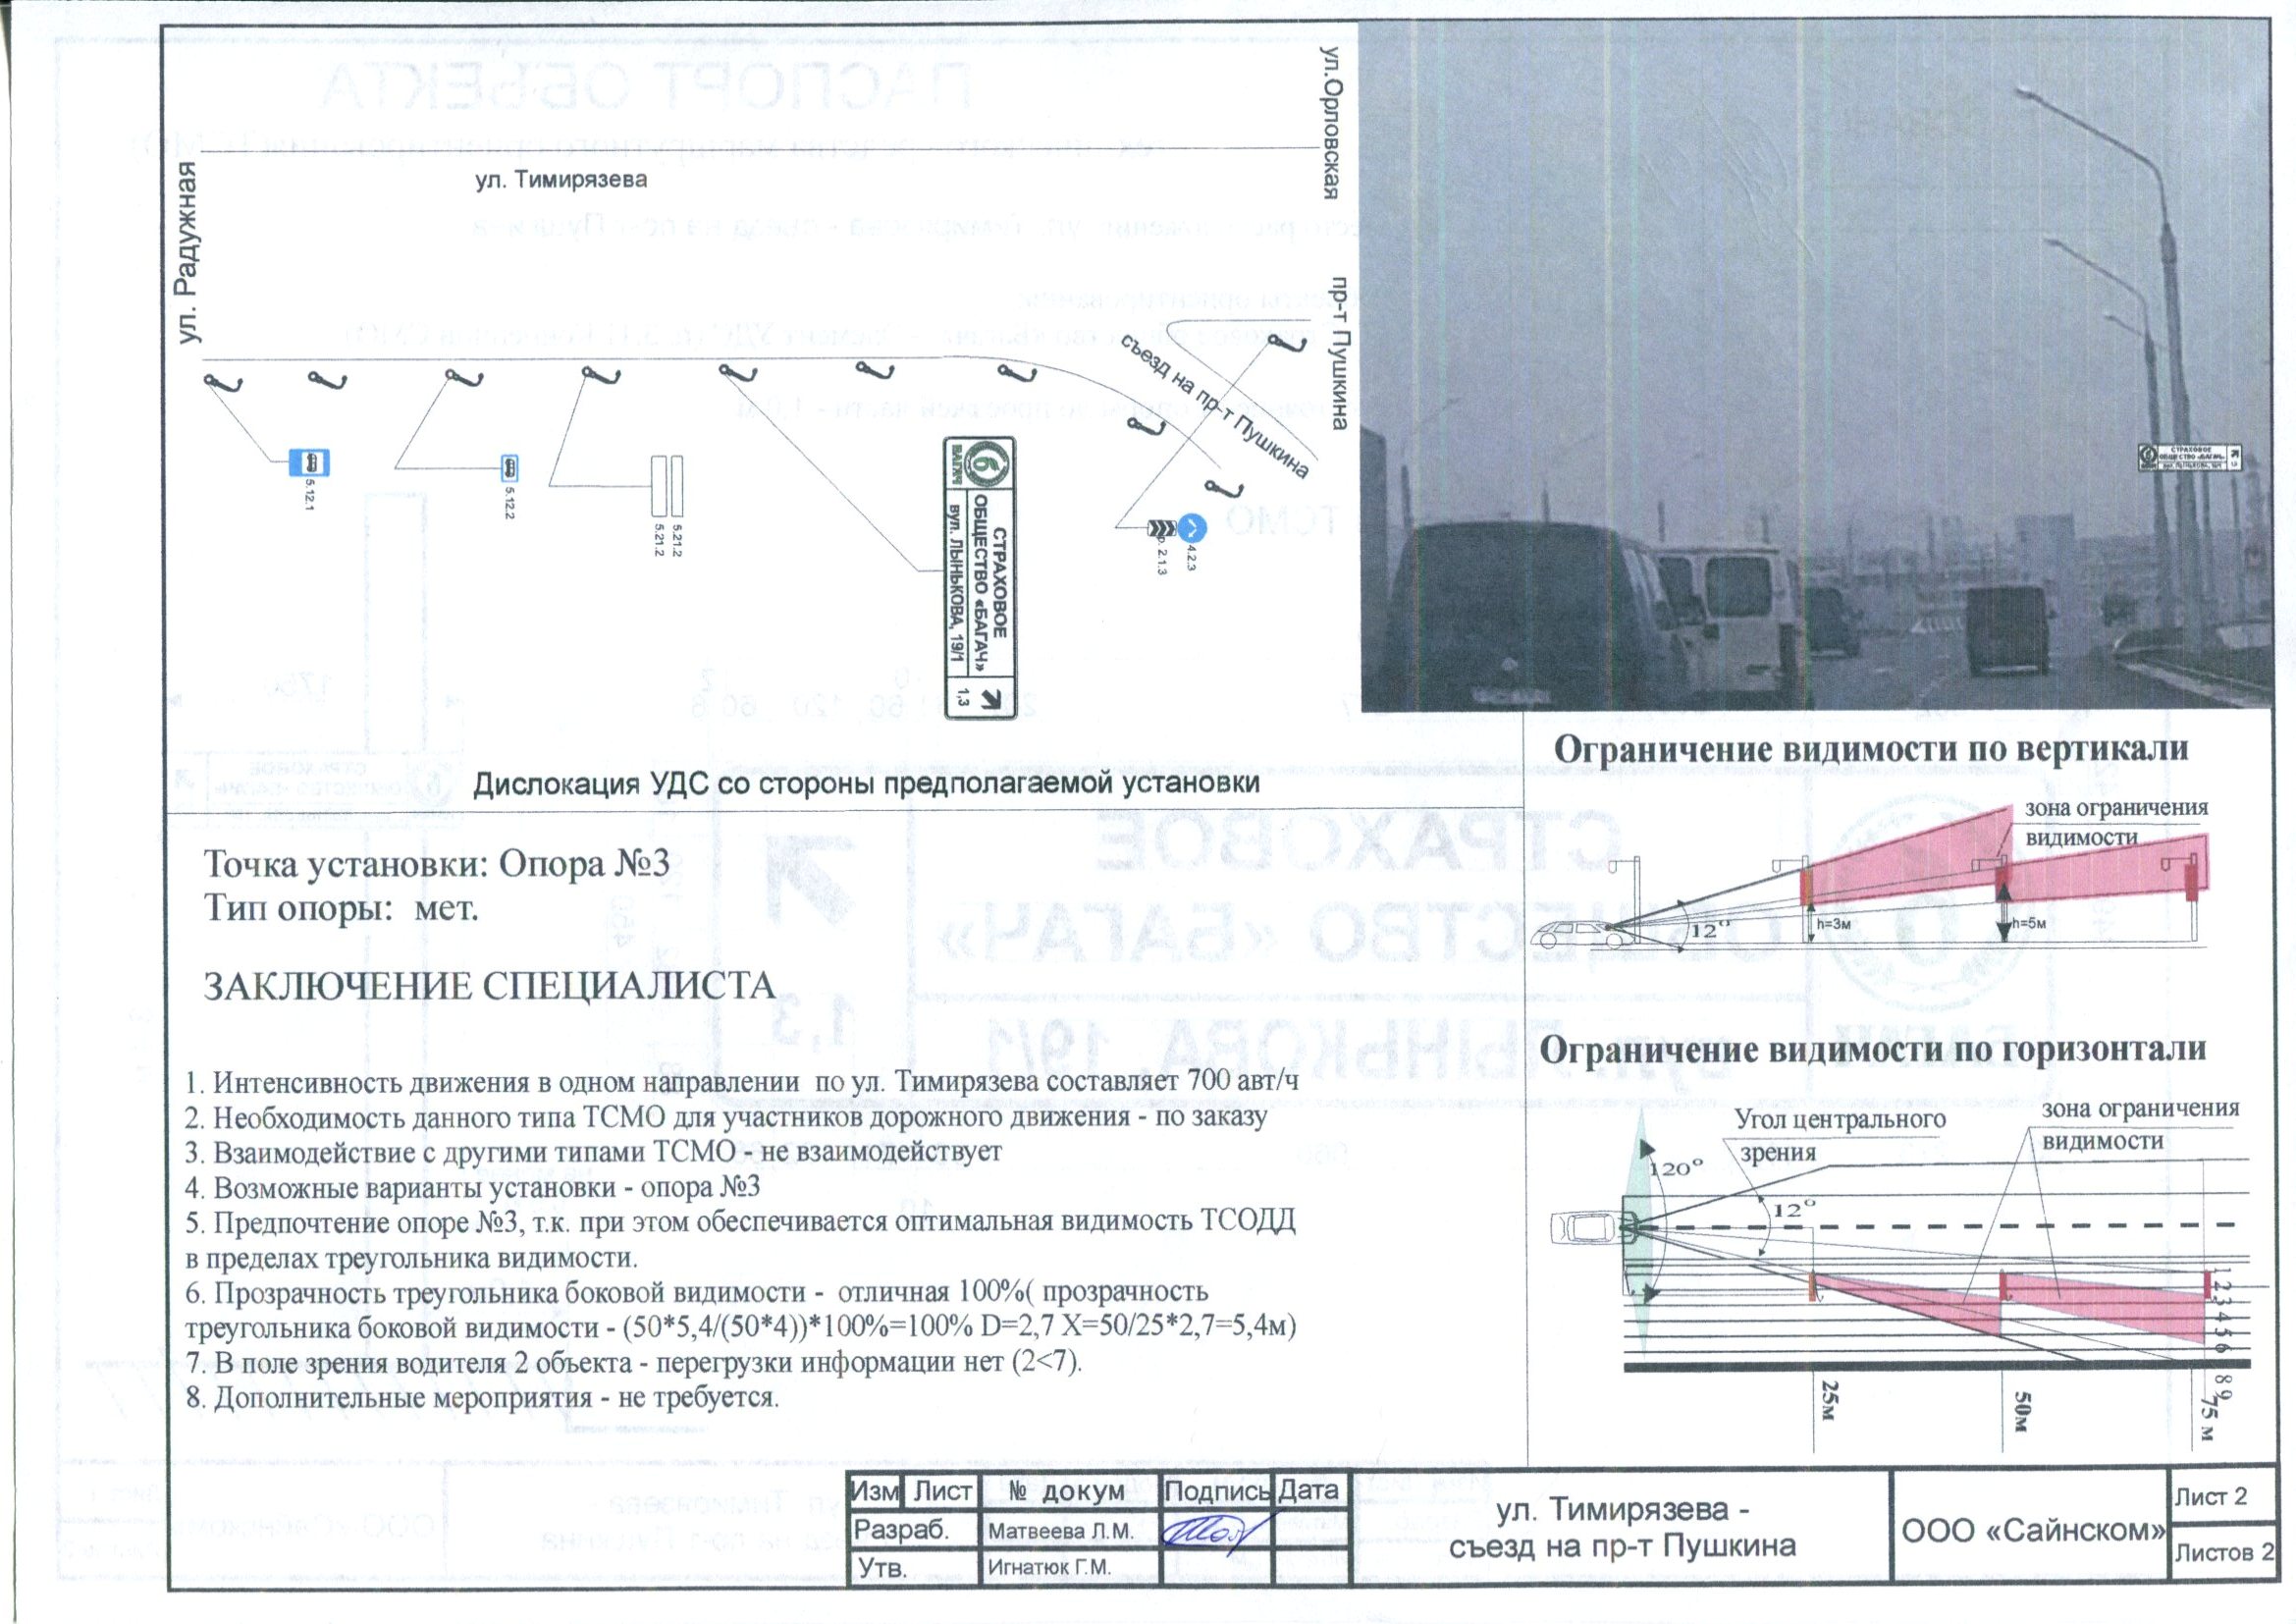 ул. Радужная
ул. Тимирязева
ул.Орловская
пр-т Пушкина
съезд на пр-т Пушкина
5.12.1
5.12.2
5.21.2
5.21.2
БАГАЧ
СТРАХОВОЕ
ОБЩЕСТВО «БАГАЧ»
вул. ЛЫНЬКОВА, 19/1
1,3
4.2.3
2.1.3
СТРАХОВОЕ
ОБЩЕСТВО «БАГАЧ»
Дислокация УДС со стороны предполагаемой установки
Точка установки: Опора №3
Тип опоры: мет.
ЗАКЛЮЧЕНИЕ СПЕЦИАЛИСТА
1. Интенсивность движения в одном направлении по ул. Тимирязева составляет 700 авт/ч
2. Необходимость данного типа ТСМО для участников дорожного движения - по заказу
3. Взаимодействие с другими типами ТСМО - не взаимодействует
4. Возможные варианты установки - опора №3
5. Предпочтение опоре №3, т.к. при этом обеспечивается оптимальная видимость ТСОДД
в пределах треугольника видимости.
6. Прозрачность треугольника боковой видимости - отличная 100%( прозрачность
треугольника боковой видимости - (50*5,4/(50*4))*100%=100% D=2,7 X=50/25*2,7=5,4м)
7. В поле зрения водителя 2 объекта - перегрузки информации нет (2<7).
8. Дополнительные мероприятия - не требуется.
Ограничение видимости по вертикали
зона ограничения
видимости
12°
h=3м
h=5м
Ограничение видимости по горизонтали
Угол центрального
зрения
зона ограничения
видимости
120°
12°
1 2 3 4 5 6
8 9
25м
50м
75 м
Изм Лист № докум Подпись Дата
Разраб. Матвеева Л.М.
Утв. Игнатюк Г.М.
ул. Тимирязева -
съезд на пр-т Пушкина
ООО «Сайнском»
Лист 2
Листов 2